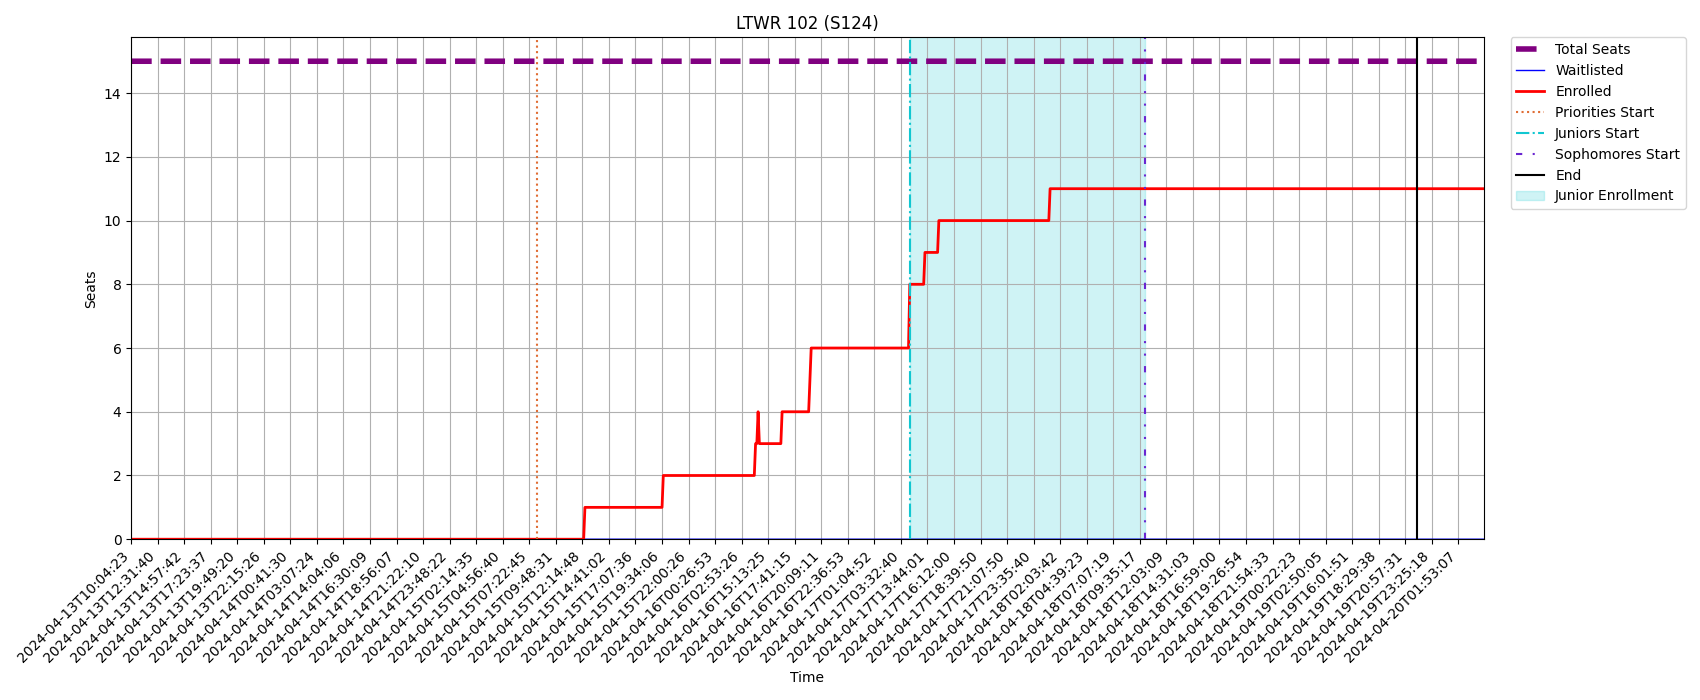 LTWR 102 (S124)
Total Seats
Waitlisted
Enrolled
Priorities Start
Juniors Start
Sophomores Start
End
Junior Enrollment
Seats
14
12
10
8
6
4
2
0
2024-04-13T10:04:23
2024-04-13T12:31:40
2024-04-13T14:57:42
2024-04-13T17:23:37
2024-04-13T19:49:20
2024-04-13T22:15:26
2024-04-14T00:41:30
2024-04-14T03:07:24
2024-04-14T14:04:06
2024-04-14T16:30:09
2024-04-14T18:56:07
2024-04-14T21:22:10
2024-04-14T23:48:22
2024-04-15T02:14:35
2024-04-15T04:56:40
2024-04-15T07:22:45
2024-04-15T09:48:31
2024-04-15T12:14:48
2024-04-15T14:41:02
2024-04-15T17:07:36
2024-04-15T19:34:06
2024-04-15T22:00:26
2024-04-16T00:26:53
2024-04-16T02:53:26
2024-04-16T15:13:25
2024-04-16T17:41:15
2024-04-16T20:09:11
2024-04-16T22:36:53
2024-04-17T01:04:52
2024-04-17T03:32:40
2024-04-17T13:44:01
2024-04-17T16:12:00
2024-04-17T18:39:50
2024-04-17T21:07:50
2024-04-17T23:35:40
2024-04-18T02:03:42
2024-04-18T04:39:23
2024-04-18T07:07:19
2024-04-18T09:35:17
2024-04-18T12:03:09
2024-04-18T14:31:03
2024-04-18T16:59:00
2024-04-18T19:26:54
2024-04-18T21:54:33
2024-04-19T00:22:23
2024-04-19T02:50:05
2024-04-19T16:01:51
2024-04-19T18:29:38
2024-04-19T20:57:31
2024-04-19T23:25:18
2024-04-20T01:53:07
Time